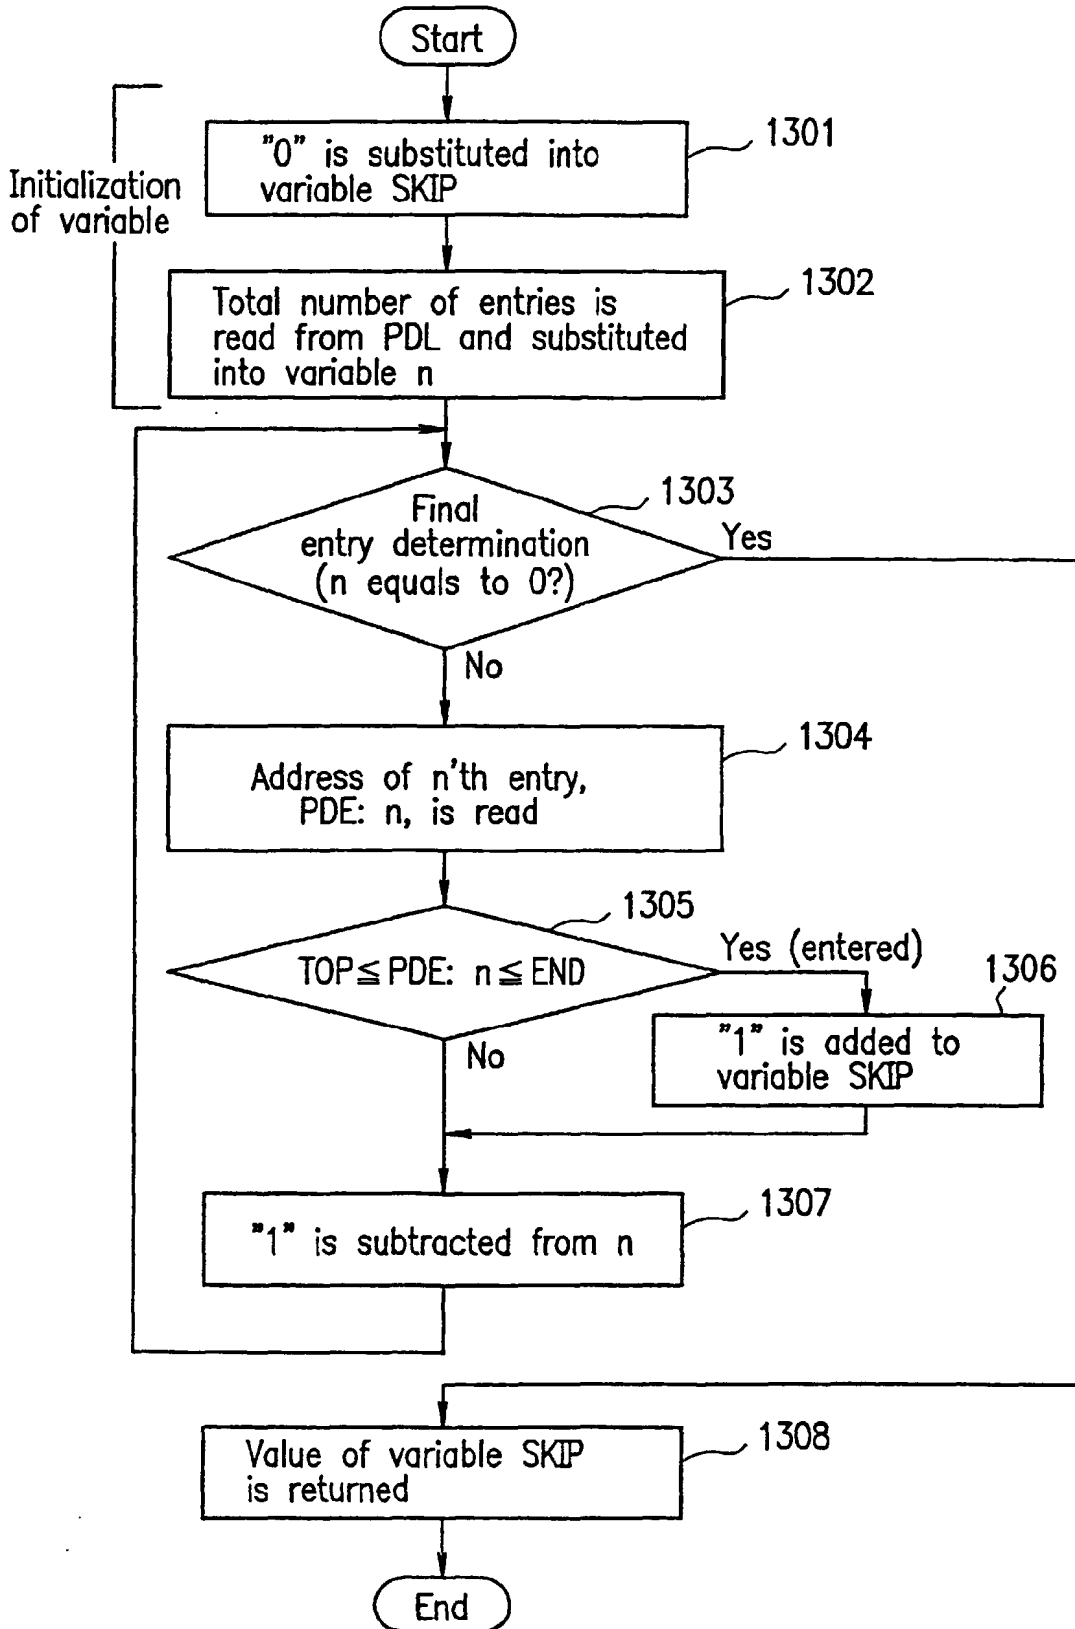 Start
"0" is substituted into
variable SKIP
1301
Initialization
of variable
Total number of entries is
read from PDL and substituted
into variable n
1302
Final
entry determination
(n equals to 0?)
1303
Yes
No
Address of n'th entry,
PDE: n, is read
1304
TOP≦PDE: n≦END
1305
Yes (entered)
No
"1" is added to
variable SKIP
1306
"1" is subtracted from n
1307
Value of variable SKIP
is returned
1308
End